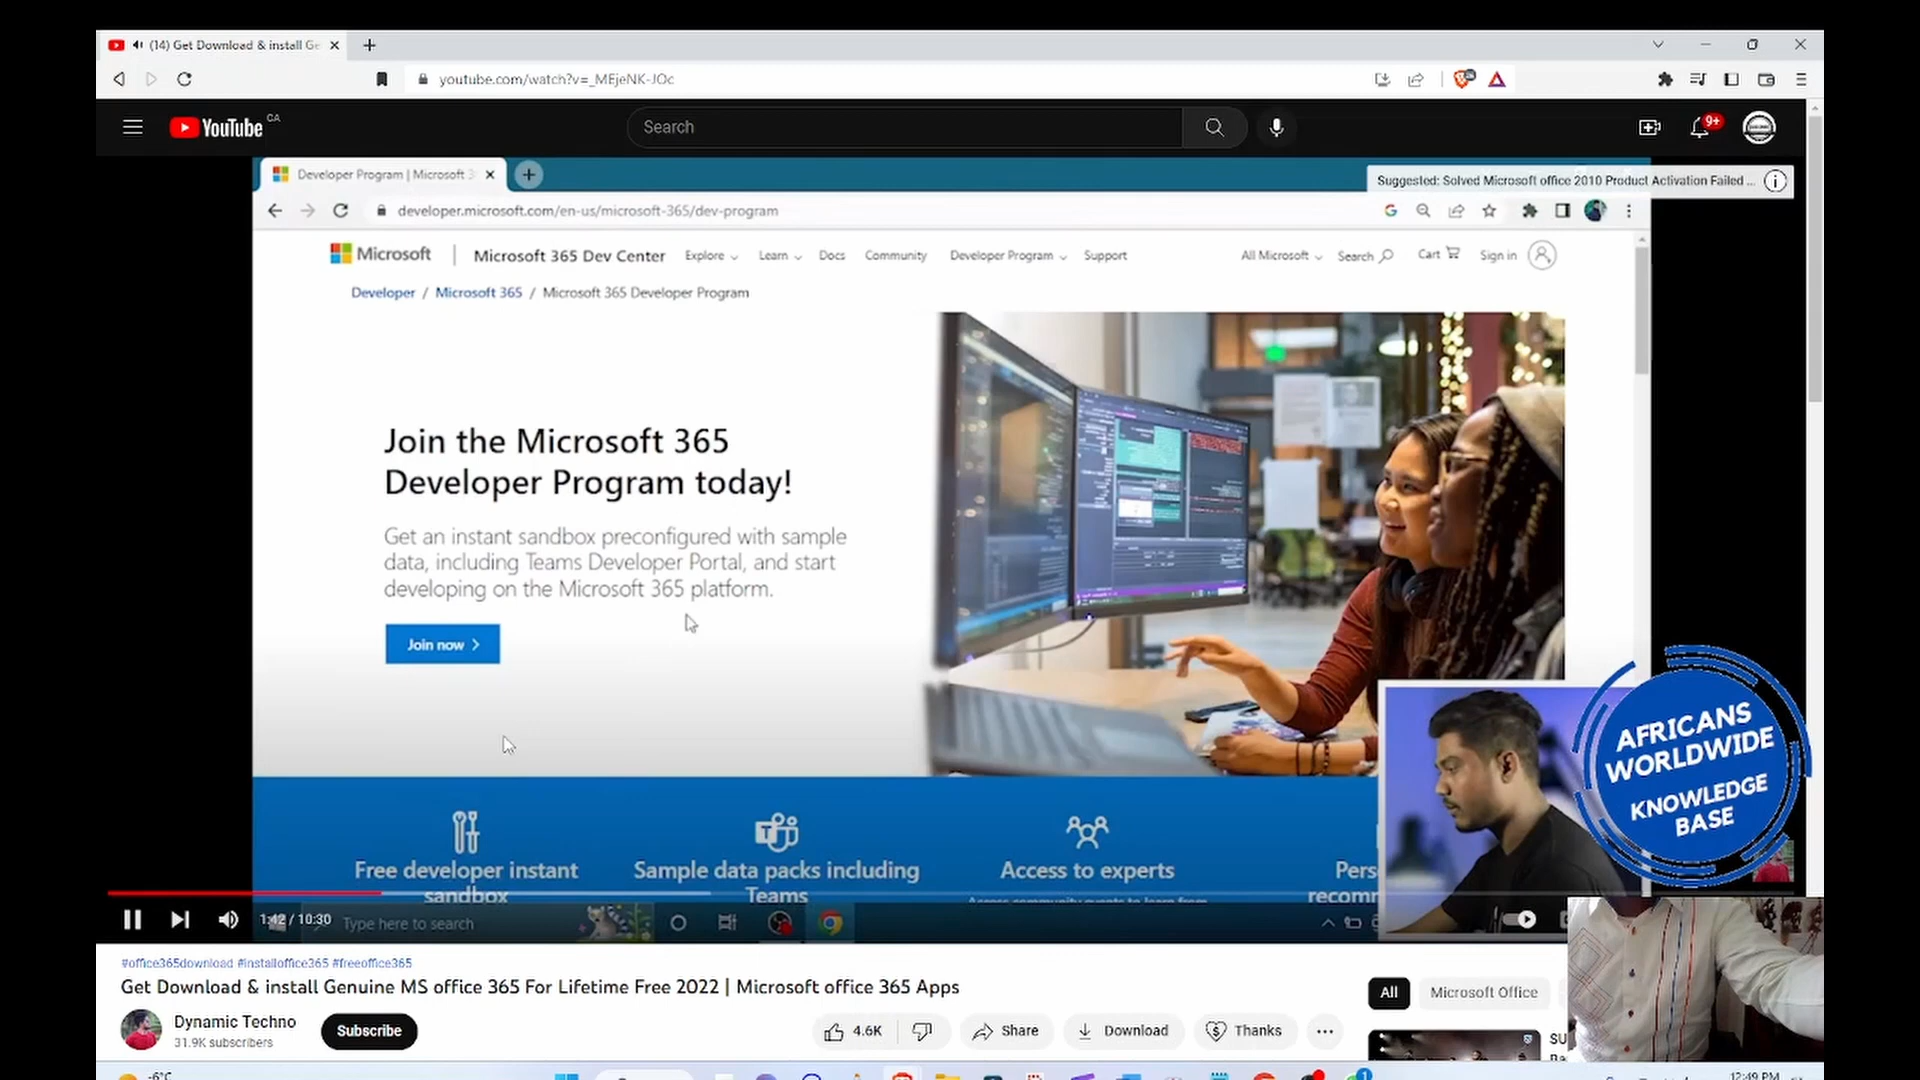 (14) Get Download & install Ge
youtube.com/watch?v=_MEjeNK-JOc
YouTube CA
Search
9+
Developer Program | Microsoft 3
Suggested: Solved Microsoft office 2010 Product Activation Failed ...
developer.microsoft.com/en-us/microsoft-365/dev-program
Microsoft | Microsoft 365 Dev Center Explore Learn Docs Community Developer Program Support All Microsoft Search Cart Sign in
Developer / Microsoft 365 / Microsoft 365 Developer Program
Join the Microsoft 365
Developer Program today!
Get an instant sandbox preconfigured with sample
data, including Teams Developer Portal, and start
developing on the Microsoft 365 platform.
Join now
AFRICANS
WORLDWIDE
KNOWLEDGE
BASE
Free developer instant
sandbox
Sample data packs including
Teams
Access to experts
Pers
recomm
1:42 / 10:30
Type here to search
#office365download #installoffice365 #freeoffice365
Get Download & install Genuine MS office 365 For Lifetime Free 2022 | Microsoft office 365 Apps
Dynamic Techno
31.9K subscribers
Subscribe
4.6K
Share
Download
Thanks
All
Microsoft Office
SU
-6°C
12:49 PM